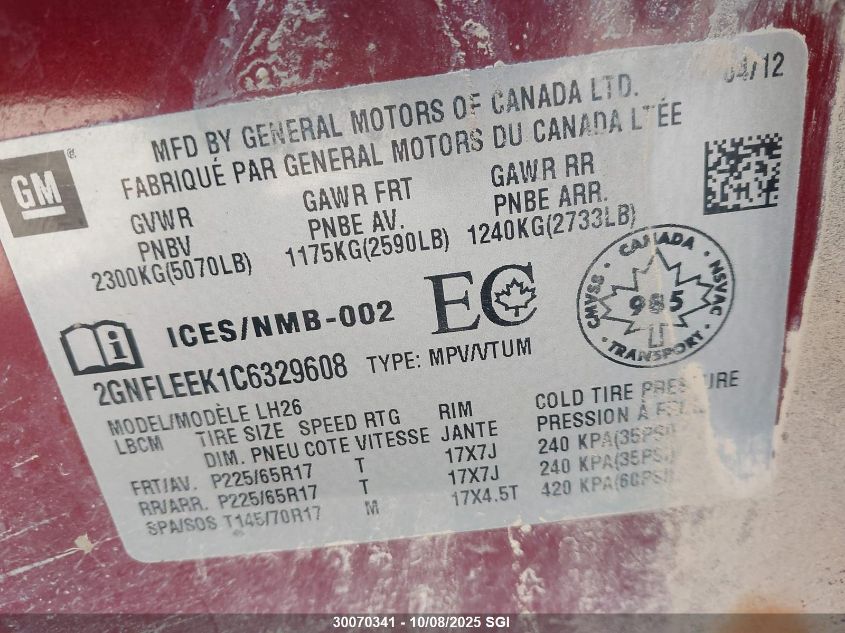 04/12
MFD BY GENERAL MOTORS OF CANADA LTD.
FABRIQUÉ PAR GENERAL MOTORS DU CANADA LTÉE
GM
GVWR GAWR FRT GAWR RR
PNBV PNBE AV. PNBE ARR.
2300KG(5070LB) 1175KG(2590LB) 1240KG(2733LB)
ICES/NMB-002 EC
CANADA
CMVSS NSVAC
985
TRANSPORT
2GNFLEEK1C6329608 TYPE: MPV/VTUM
MODEL/MODÈLE LH26
LBCM TIRE SIZE SPEED RTG RIM COLD TIRE PRESSURE
DIM. PNEU COTE VITESSE JANTE PRESSION À
FRT/AV. P225/65R17 T 17X7J 240 KPA(35PSI)
RR/ARR. P225/65R17 T 17X7J 240 KPA(35PSI)
SPA/SOS T145/70R17 M 17X4.5T 420 KPA(60PSI)
30070341 - 10/08/2025 SGI